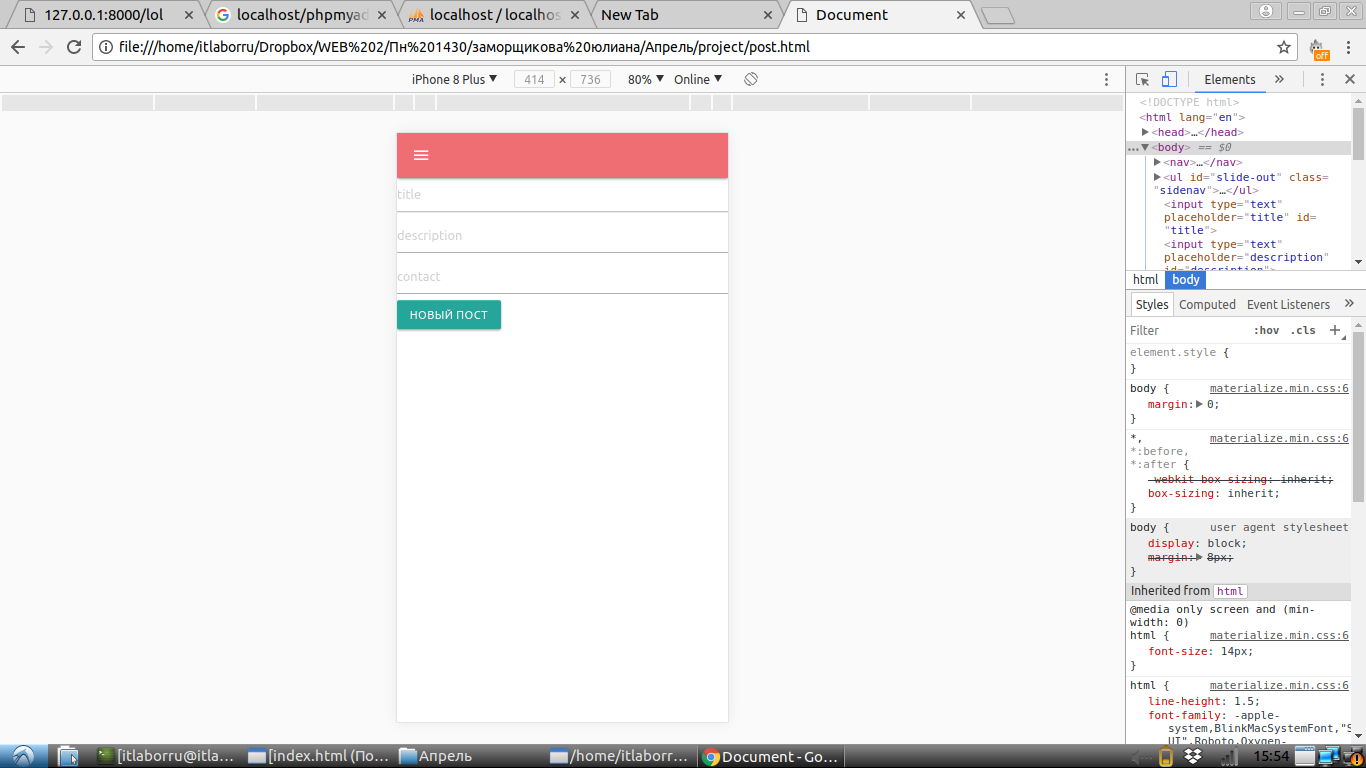 127.0.0.1:8000/lol
localhost/phpmyad
localhost / localhos
New Tab
Document
file:///home/itlaborru/Dropbox/WEB%202/Пн%201430/заморщикова%20юлиана/Апрель/project/post.html
off
iPhone 8 Plus 414 × 736 80% Online
Elements
title
description
contact
НОВЫЙ ПОСТ
<!DOCTYPE html>
<html lang="en">
<head>…</head>
…<body> == $0
<nav>…</nav>
<ul id="slide-out" class=
"sidenav">…</ul>
<input type="text"
placeholder="title" id=
"title">
<input type="text"
placeholder="description"
id="description">
html body
Styles Computed Event Listeners
Filter :hov .cls
element.style {
}
body { materialize.min.css:6
margin: 0;
}
*, materialize.min.css:6
*:before,
*:after {
-webkit-box-sizing: inherit;
box-sizing: inherit;
}
body { user agent stylesheet
display: block;
margin: 8px;
}
Inherited from html
@media only screen and (min-
width: 0)
html { materialize.min.css:6
font-size: 14px;
}
html { materialize.min.css:6
line-height: 1.5;
font-family: -apple-
system,BlinkMacSystemFont,"S
UI",Roboto,Oxygen-
[itlaborru@itla...
[index.html (По...
Апрель
/home/itlaborr...
Document - Go...
15:54